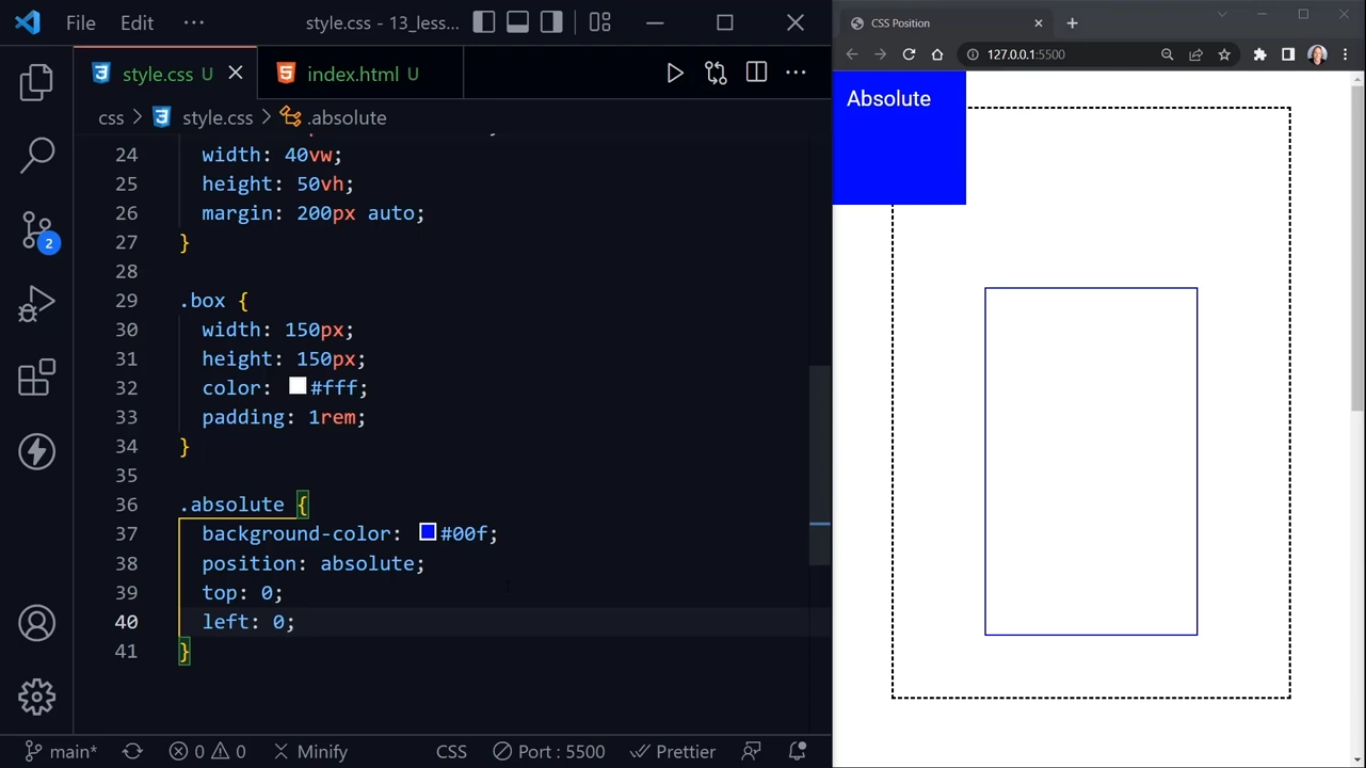 File Edit ··· style.css - 13_less...
style.css U index.html U
css > style.css > .absolute
24 width: 40vw;
25 height: 50vh;
26 margin: 200px auto;
27 }
28
29 .box {
30 width: 150px;
31 height: 150px;
32 color: #fff;
33 padding: 1rem;
34 }
35
36 .absolute {
37 background-color: #00f;
38 position: absolute;
39 top: 0;
40 left: 0;
41 }
2
main* 0 0 Minify CSS Port : 5500 Prettier
CSS Position
127.0.0.1:5500
Absolute